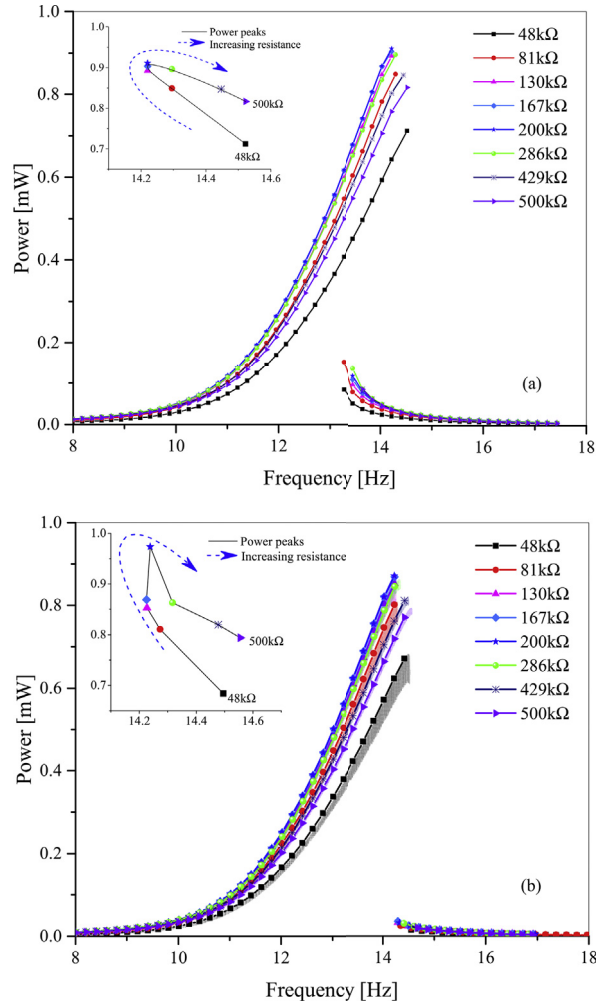 1.0
0.8
0.6
0.4
0.2
0.0
Power [mW]
8 10 12 14 16 18
Frequency [Hz]
1.0
0.9
0.8
0.7
14.2 14.4 14.6
Power peaks
Increasing resistance
500kΩ
48kΩ
48kΩ
81kΩ
130kΩ
167kΩ
200kΩ
286kΩ
429kΩ
500kΩ
(a)
1.0
0.8
0.6
0.4
0.2
0.0
Power [mW]
8 10 12 14 16 18
Frequency [Hz]
1.0
0.9
0.8
0.7
14.2 14.4 14.6
Power peaks
Increasing resistance
500kΩ
48kΩ
48kΩ
81kΩ
130kΩ
167kΩ
200kΩ
286kΩ
429kΩ
500kΩ
(b)